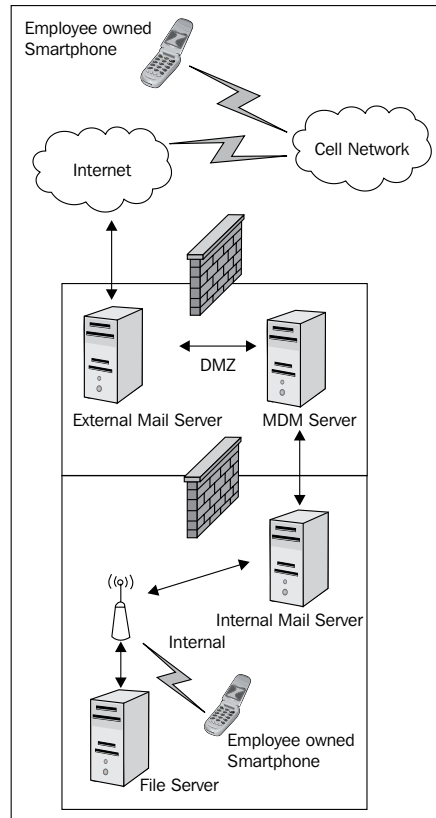 Employee owned
Smartphone
Internet
Cell Network
DMZ
External Mail Server
MDM Server
Internal Mail Server
Internal
Employee owned
Smartphone
File Server